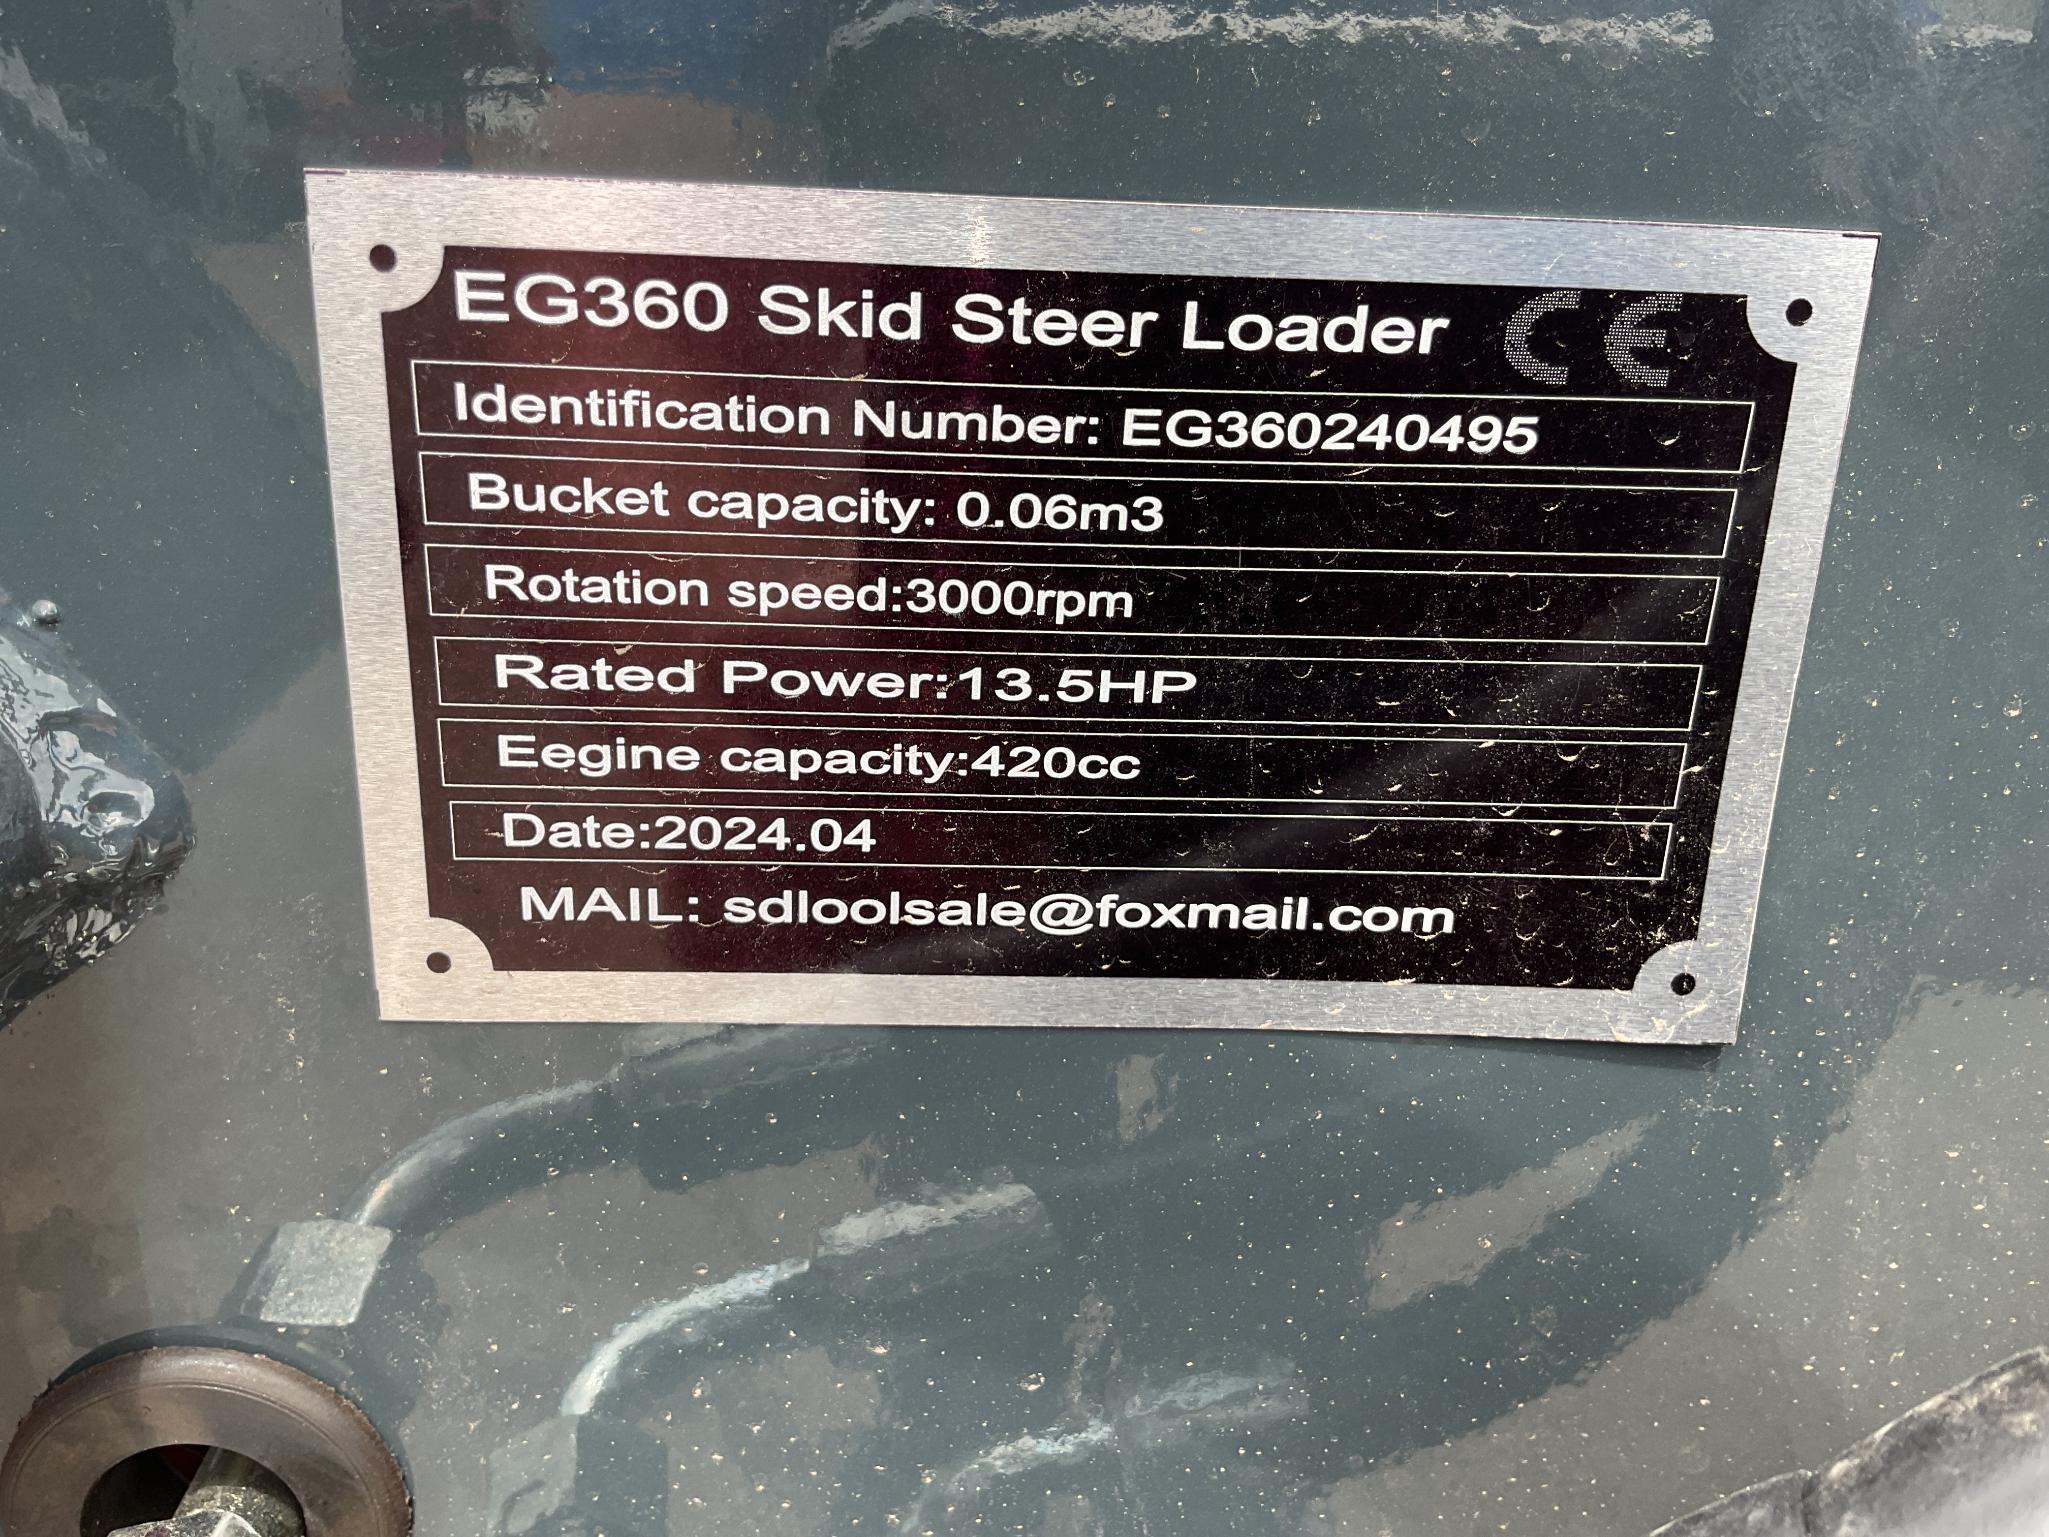 EG360 Skid Steer Loader CE
Identification Number: EG360240495
Bucket capacity: 0.06m3
Rotation speed:3000rpm
Rated Power:13.5HP
Eegine capacity:420cc
Date:2024.04
MAIL: sdloolsale@foxmail.com